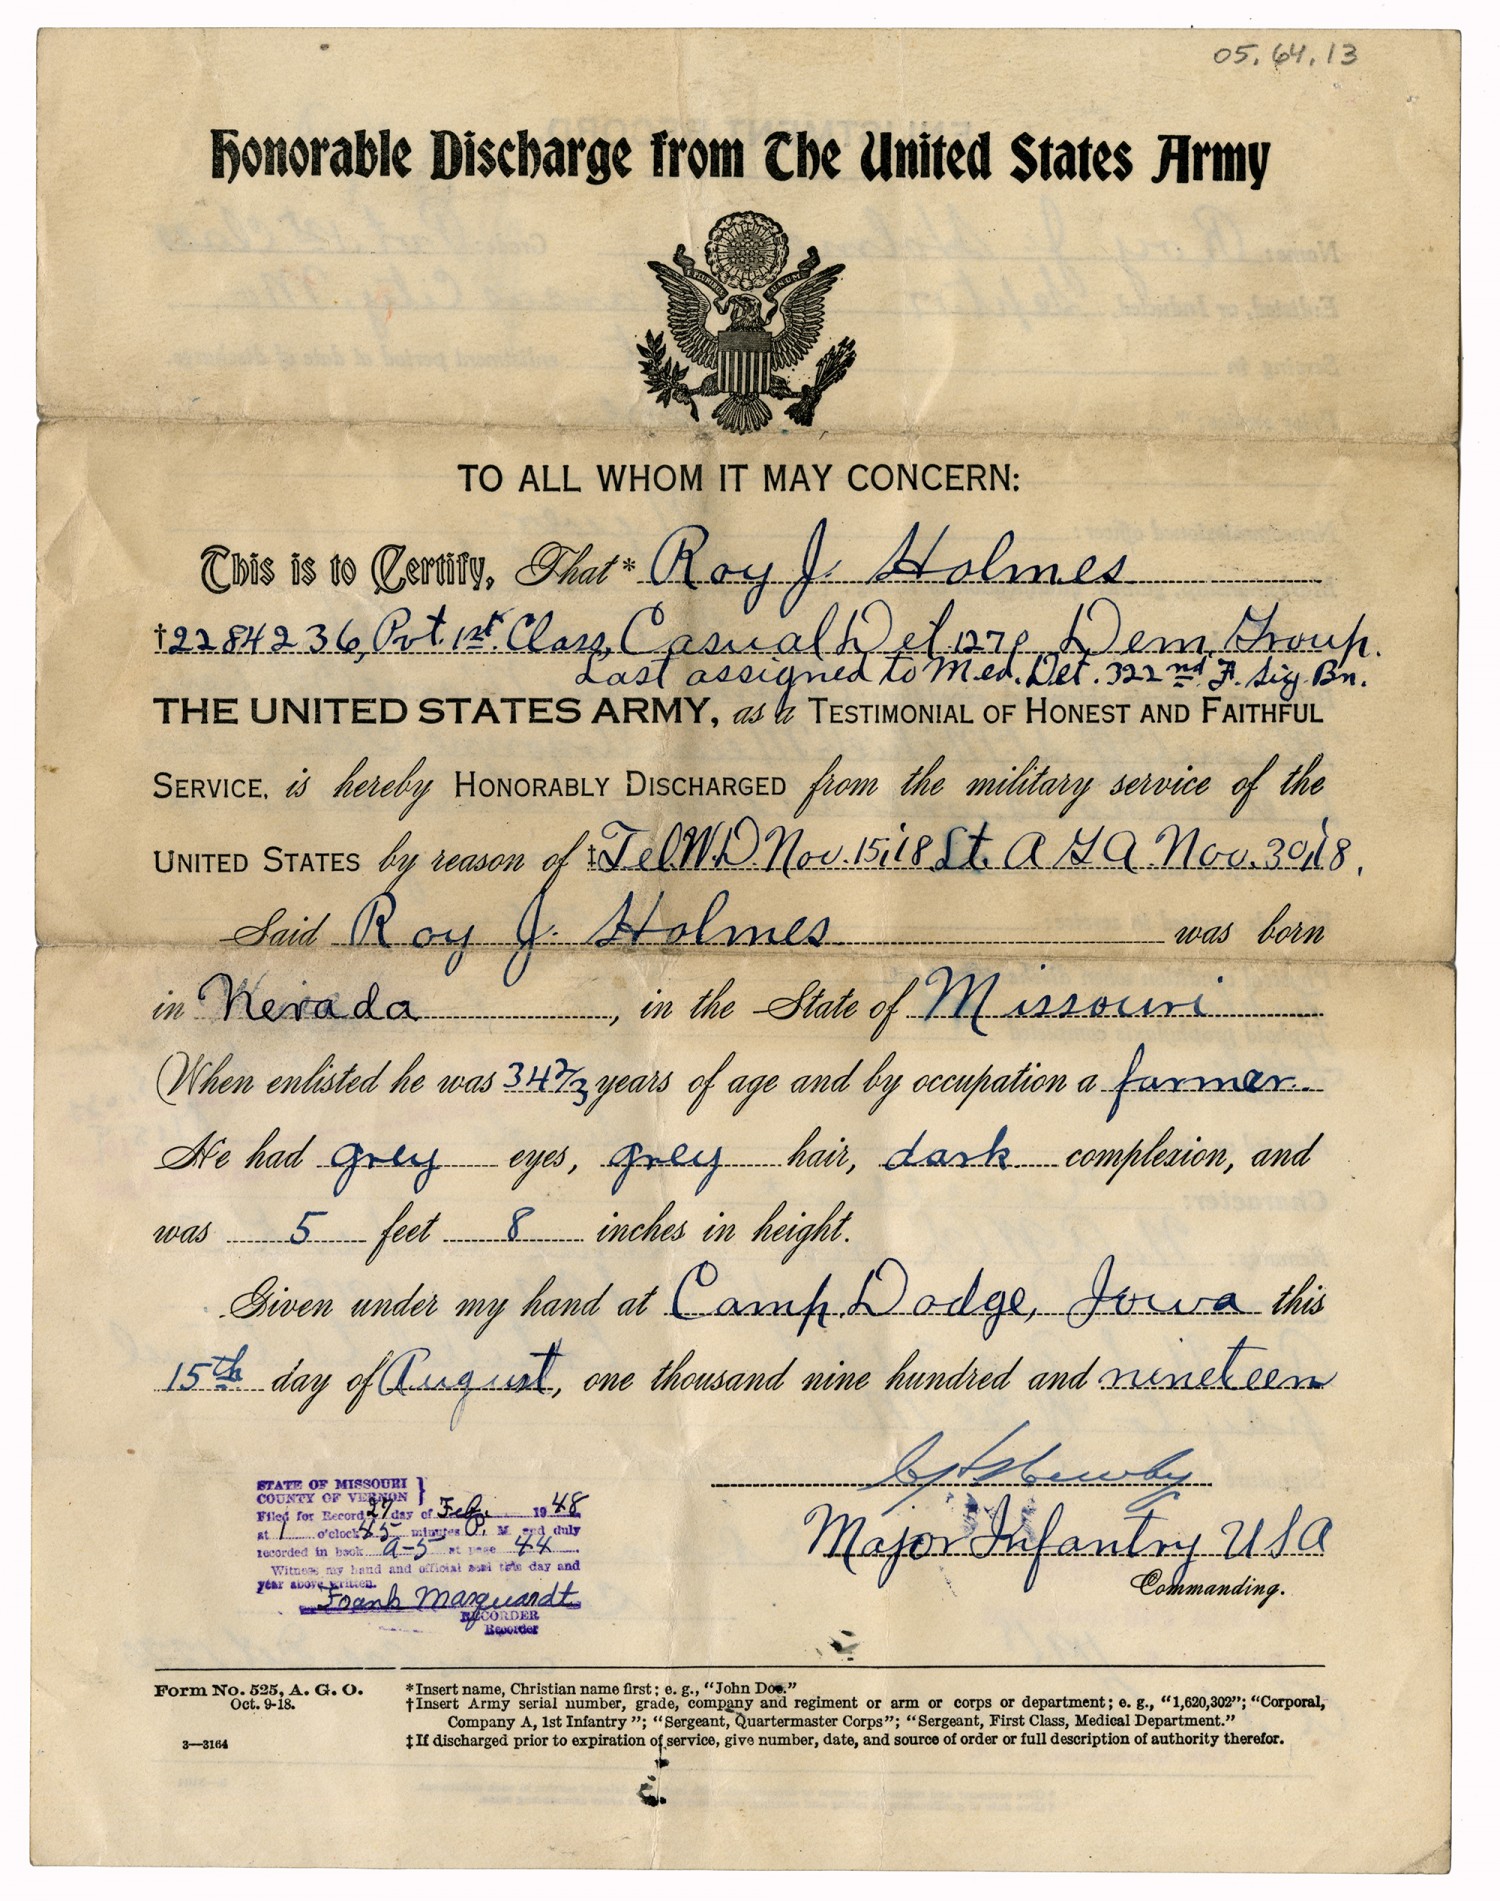 05.64.13
Honorable Discharge from The United States Army
TO ALL WHOM IT MAY CONCERN:
This is to Certify, That* Roy J. Holmes
†2284236, Pvt. 1st. Class, Casual Det 1270 Dem. Group.
Last assigned to Med. Det. 322nd F. Sig. Bn.
THE UNITED STATES ARMY, as a TESTIMONIAL OF HONEST AND FAITHFUL
SERVICE, is hereby HONORABLY DISCHARGED from the military service of the
UNITED STATES by reason of ‡Tel. W.D. Nov. 15,'18 Lt. A G A. Nov. 30,'18.
Said Roy J. Holmes was born
in Nevada, in the State of Missouri
When enlisted he was 34 2/3 years of age and by occupation a farmer.
He had grey eyes, grey hair, dark complexion, and
was 5 feet 8 inches in height.
Given under my hand at Camp Dodge, Iowa this
15th day of August, one thousand nine hundred and nineteen
Major Infantry USA
Commanding.
STATE OF MISSOURI }
COUNTY OF VERNON
Filed for Record 27 day of Feb. 1948
at 1 o'clock 45 minutes P. M. and duly
recorded in book A-5 at page 44
Witness my hand and official seal this day and
year above written.
Frank Marquardt
RECORDER
Recorder
Form No. 525, A. G. O.
Oct. 9-18.
3—3164
*Insert name, Christian name first; e. g., "John Doe."
†Insert Army serial number, grade, company and regiment or arm or corps or department; e. g., "1,620,302"; "Corporal,
Company A, 1st Infantry"; "Sergeant, Quartermaster Corps"; "Sergeant, First Class, Medical Department."
‡If discharged prior to expiration of service, give number, date, and source of order or full description of authority therefor.